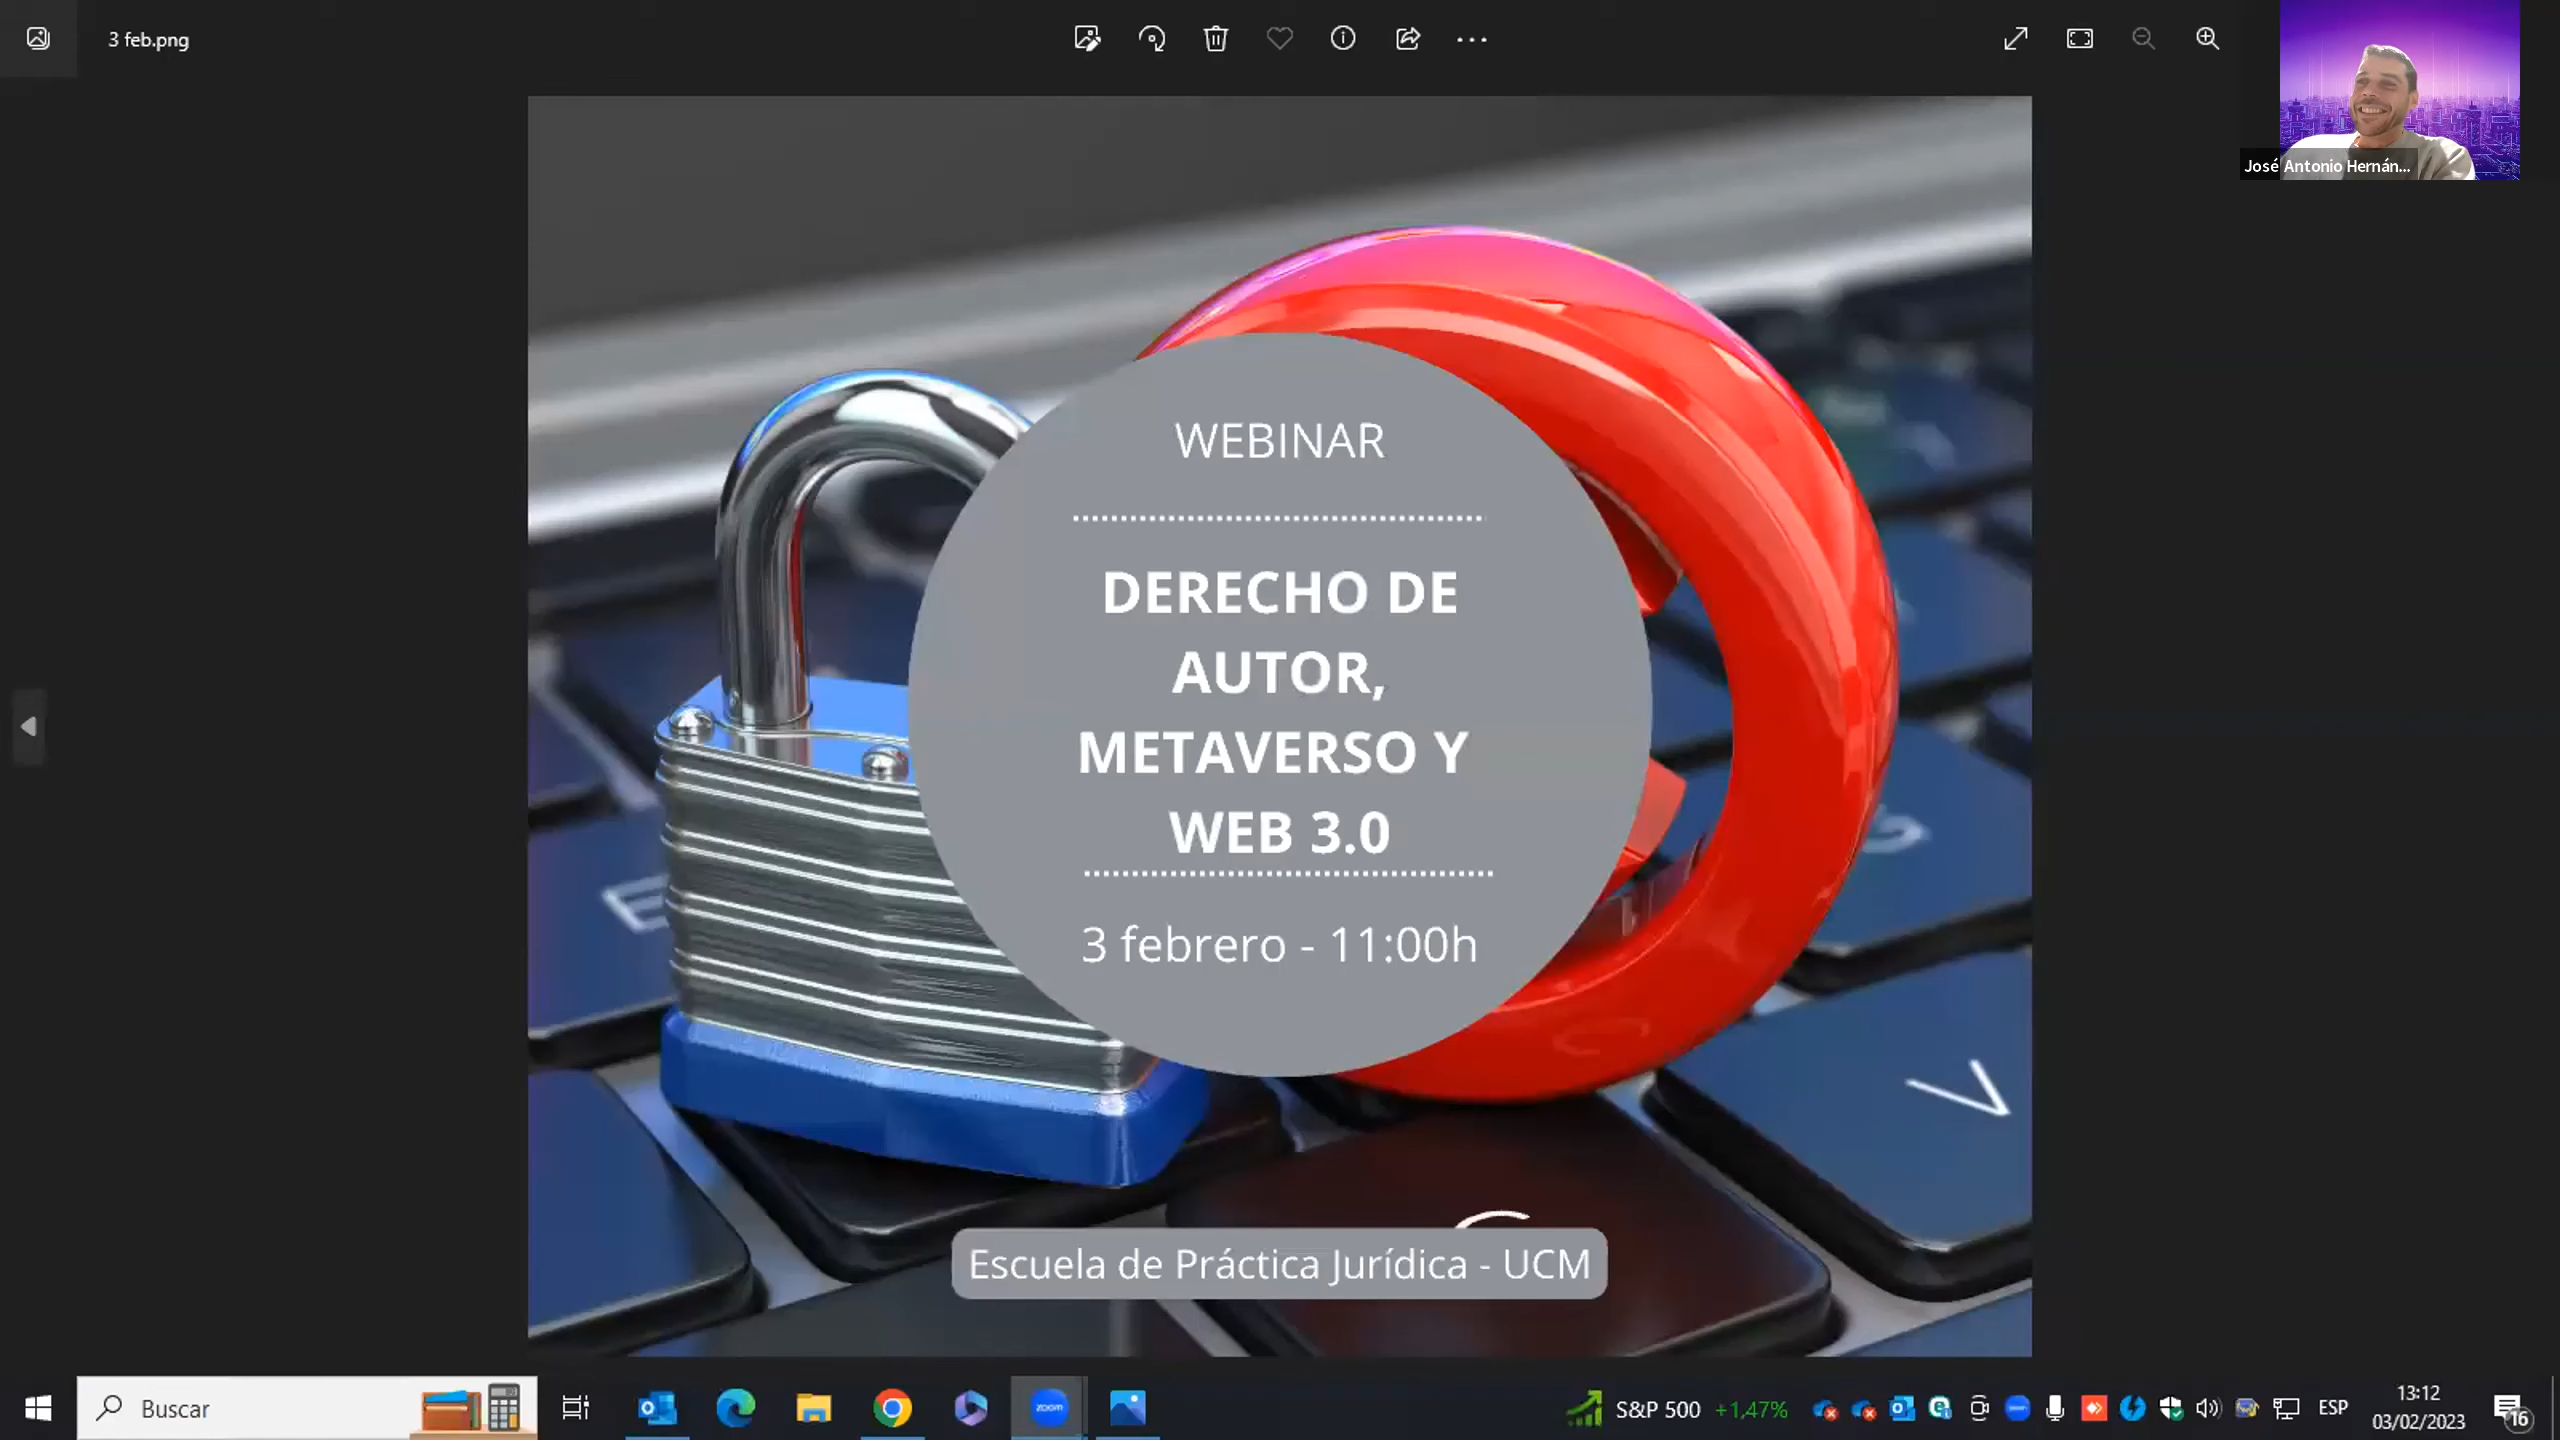 3 feb.png
José Antonio Hernán...
WEBINAR
DERECHO DE
AUTOR,
METAVERSO Y
WEB 3.0
3 febrero - 11:00h
E
V
Escuela de Práctica Jurídica - UCM
Buscar
zoom
S&P 500 +1,47%
ESP
13:12
03/02/2023
16